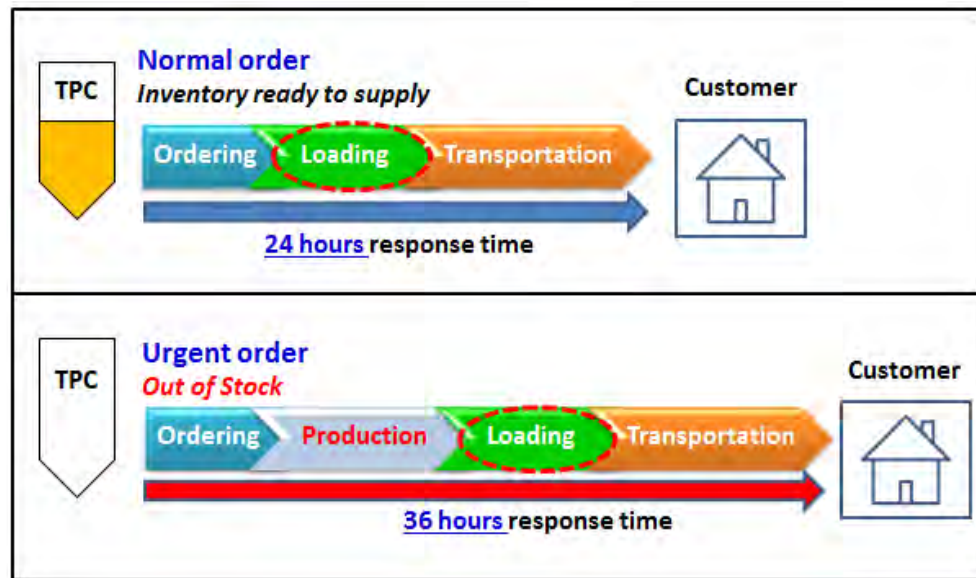 Normal order
TPC
Inventory ready to supply
Customer
Ordering
Loading
Transportation
24 hours response time
Urgent order
TPC
Out of Stock
Customer
Ordering
Production
Loading
Transportation
36 hours response time